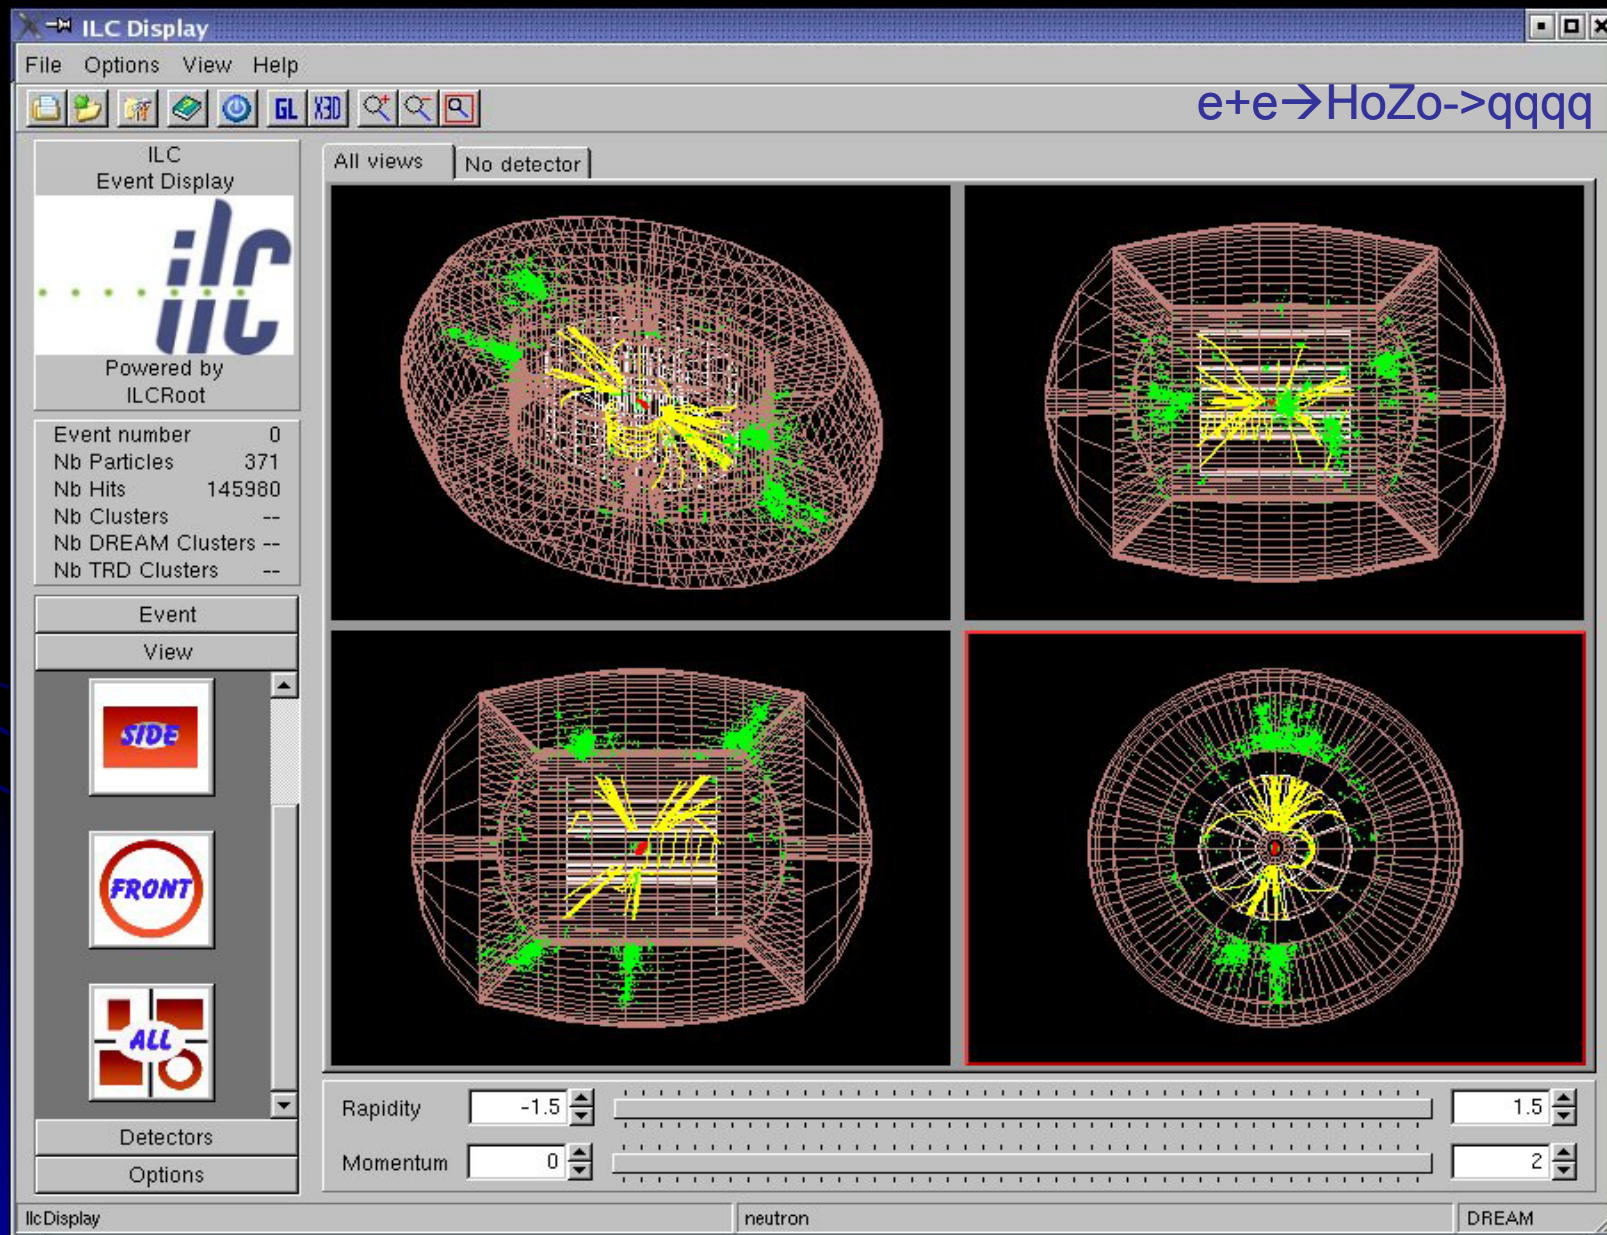 ILC Display
File Options View Help
GL X3D
e+e→HoZo->qqqq
ILC
Event Display
ilc
Powered by
ILCRoot
Event number 0
Nb Particles 371
Nb Hits 145980
Nb Clusters --
Nb DREAM Clusters --
Nb TRD Clusters --
Event
View
SIDE
FRONT
ALL
Detectors
Options
All views No detector
Rapidity -1.5 1.5
Momentum 0 2
IlcDisplay neutron DREAM